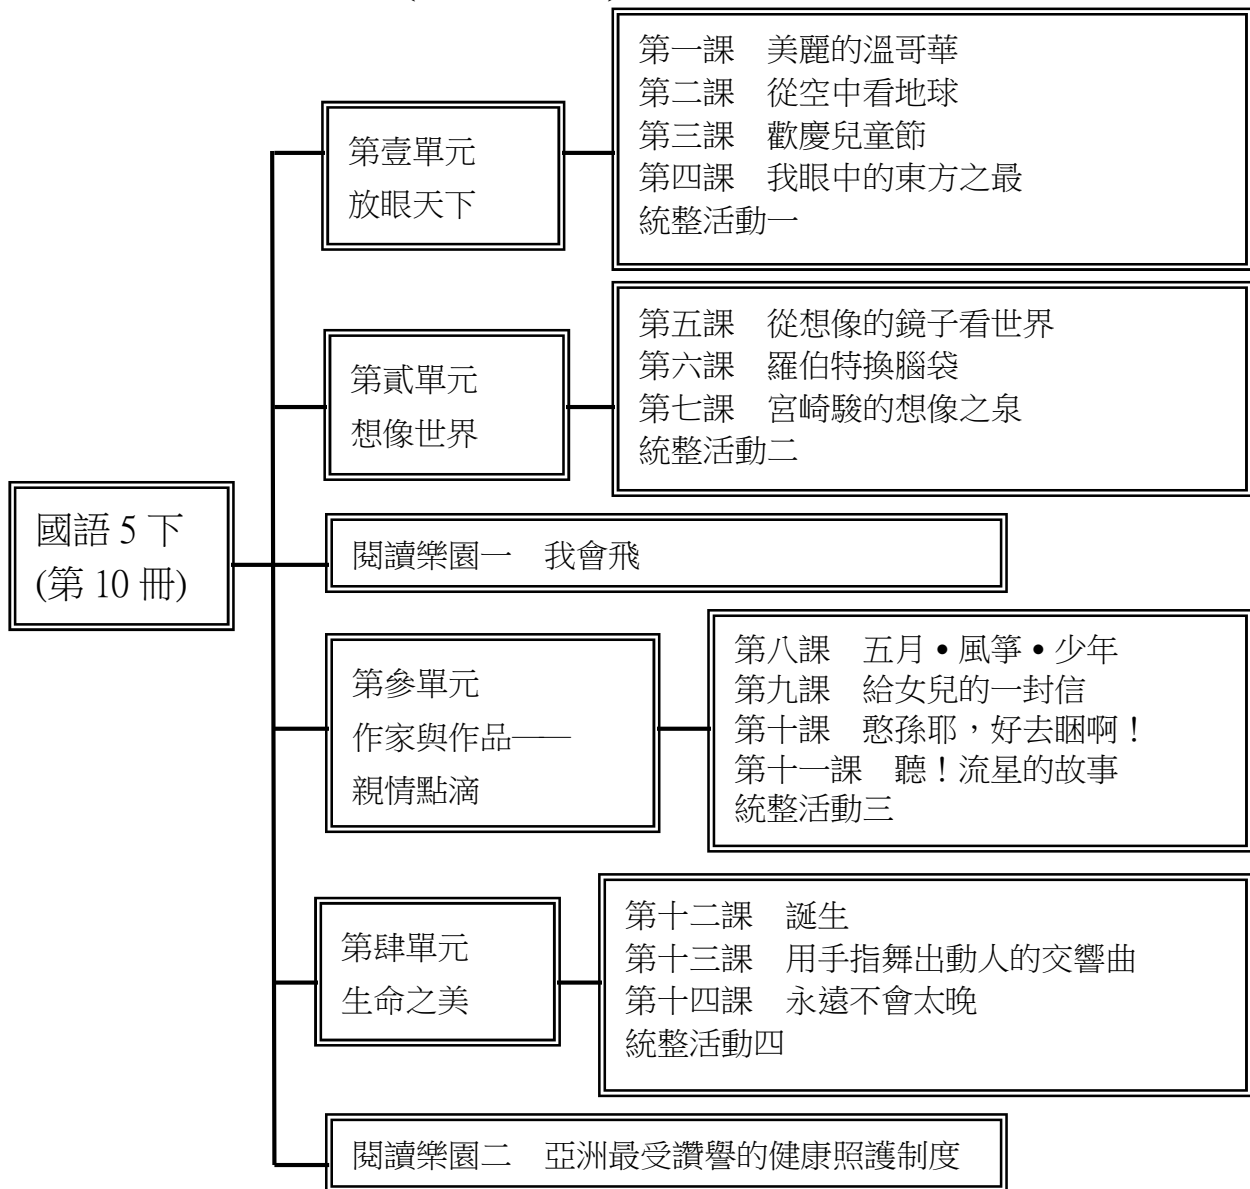 國語 5 下
(第 10 冊)
第壹單元
放眼天下
第一課　美麗的溫哥華
第二課　從空中看地球
第三課　歡慶兒童節
第四課　我眼中的東方之最
統整活動一
第貳單元
想像世界
第五課　從想像的鏡子看世界
第六課　羅伯特換腦袋
第七課　宮崎駿的想像之泉
統整活動二
閱讀樂園一　我會飛
第參單元
作家與作品──
親情點滴
第八課　五月•風箏•少年
第九課　給女兒的一封信
第十課　憨孫耶，好去睏啊！
第十一課　聽！流星的故事
統整活動三
第肆單元
生命之美
第十二課　誕生
第十三課　用手指舞出動人的交響曲
第十四課　永遠不會太晚
統整活動四
閱讀樂園二　亞洲最受讚譽的健康照護制度